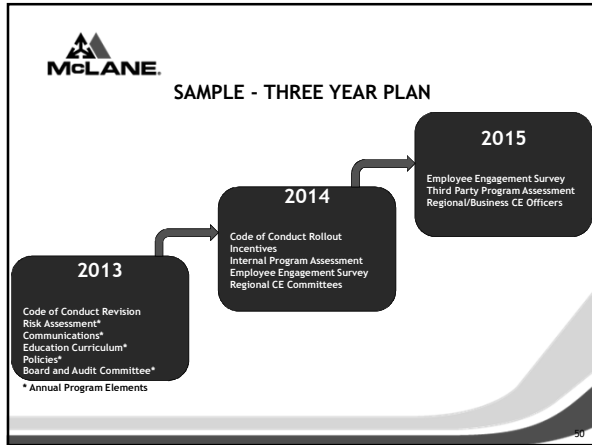 McLANE.
SAMPLE - THREE YEAR PLAN
2015
Employee Engagement Survey
Third Party Program Assessment
Regional/Business CE Officers
2014
Code of Conduct Rollout
Incentives
Internal Program Assessment
Employee Engagement Survey
Regional CE Committees
2013
Code of Conduct Revision
Risk Assessment*
Communications*
Education Curriculum*
Policies*
Board and Audit Committee*
* Annual Program Elements
50